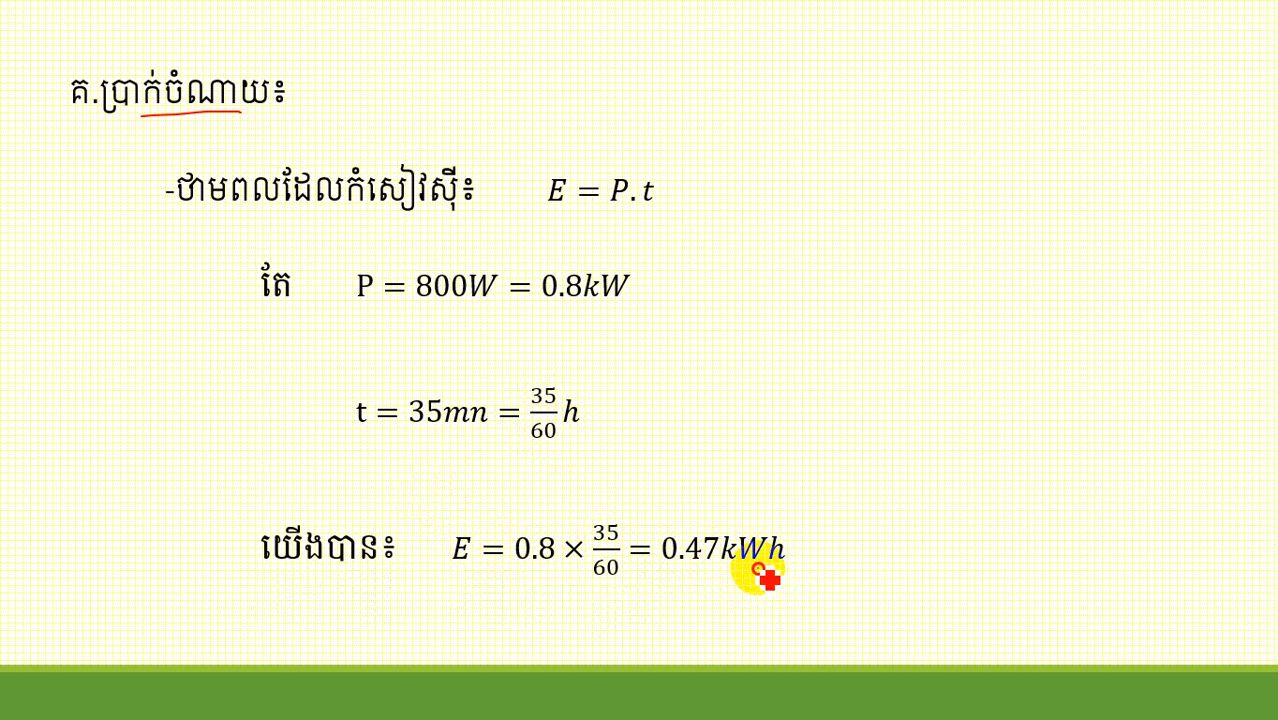 គ.ប្រាក់ចំណាយ៖
-ថាមពលដែលកំសៀវស៊ី៖ E = P. t
តែ P = 800W = 0.8kW
t = 35mn = 35/60 h
យើងបាន៖ E = 0.8 × 35/60 = 0.47kWh